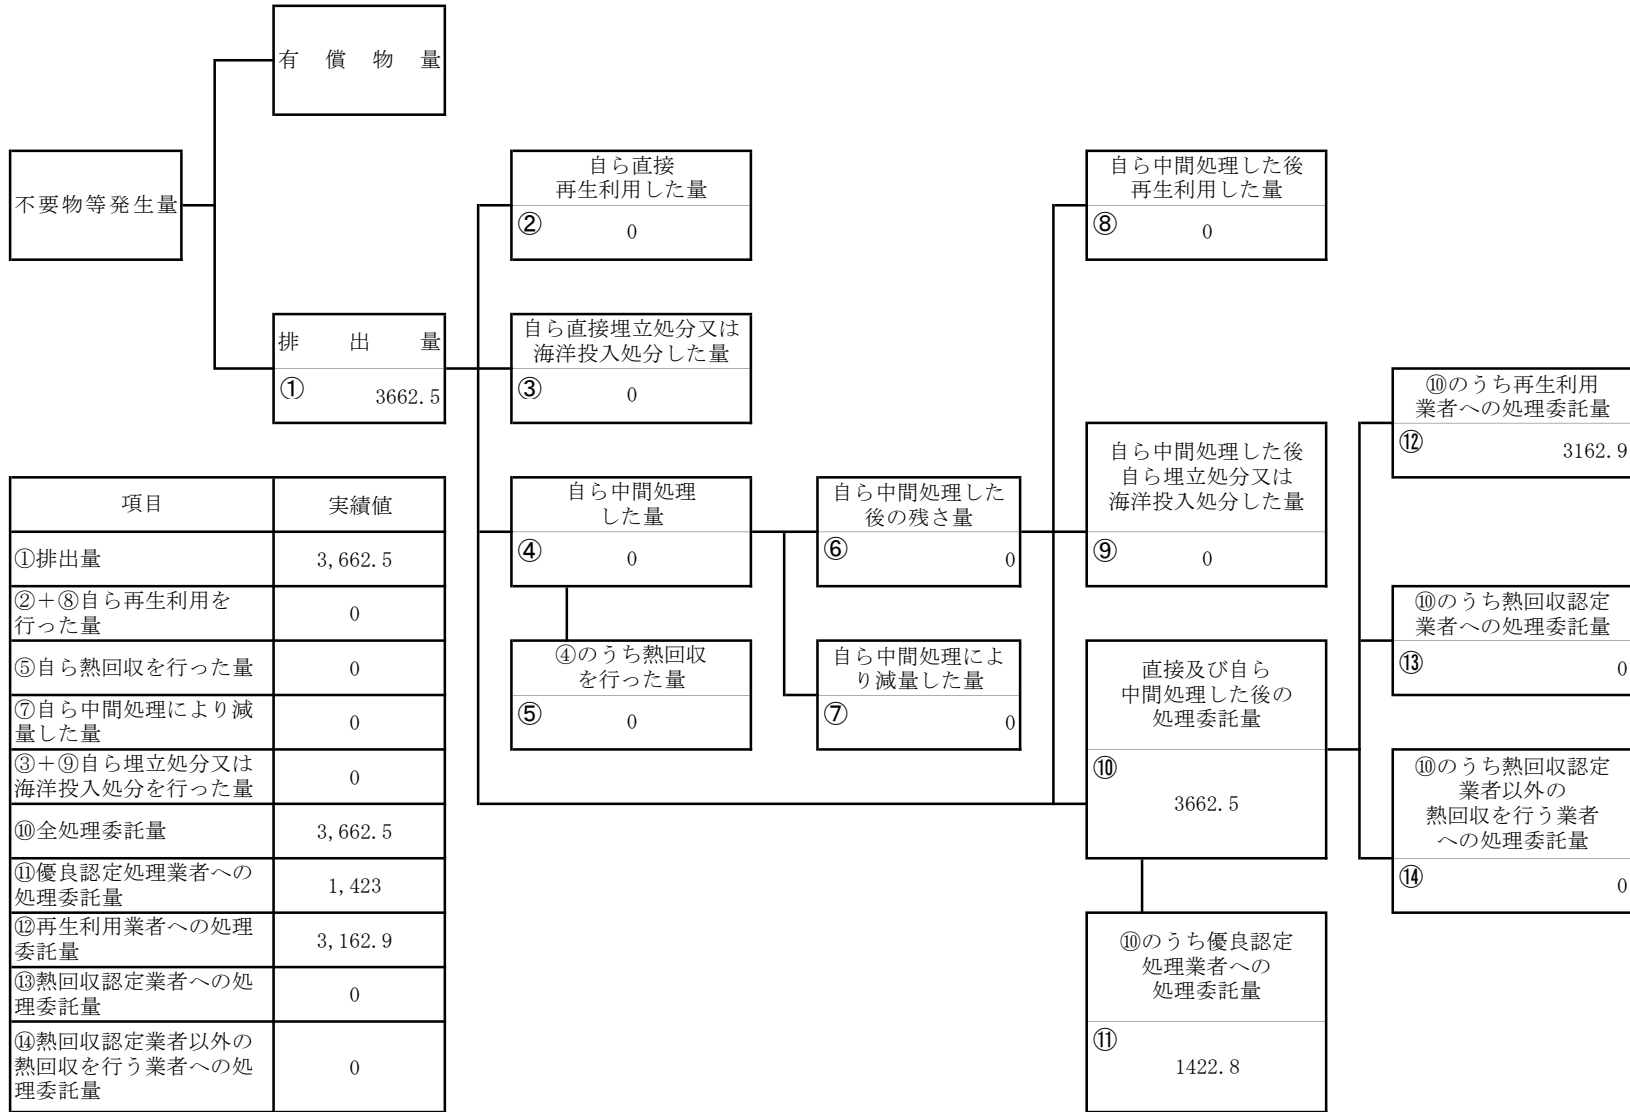 有償物量
不要物等発生量
排出量
① 3662.5
自ら直接
再生利用した量
② 0
自ら直接埋立処分又は
海洋投入処分した量
③ 0
自ら中間処理
した量
④ 0
④のうち熱回収
を行った量
⑤ 0
自ら中間処理した
後の残さ量
⑥ 0
自ら中間処理によ
り減量した量
⑦ 0
自ら中間処理した後
再生利用した量
⑧ 0
自ら中間処理した後
自ら埋立処分又は
海洋投入処分した量
⑨ 0
直接及び自ら
中間処理した後の
処理委託量
⑩
3662.5
⑩のうち優良認定
処理業者への
処理委託量
⑪
1422.8
⑩のうち再生利用
業者への処理委託量
⑫ 3162.9
⑩のうち熱回収認定
業者への処理委託量
⑬ 0
⑩のうち熱回収認定
業者以外の
熱回収を行う業者
への処理委託量
⑭ 0
項目 実績値
①排出量 3,662.5
②+⑧自ら再生利用を
行った量 0
⑤自ら熱回収を行った量 0
⑦自ら中間処理により減
量した量 0
③+⑨自ら埋立処分又は
海洋投入処分を行った量 0
⑩全処理委託量 3,662.5
⑪優良認定処理業者への
処理委託量 1,423
⑫再生利用業者への処理
委託量 3,162.9
⑬熱回収認定業者への処
理委託量 0
⑭熱回収認定業者以外の
熱回収を行う業者への処
理委託量 0